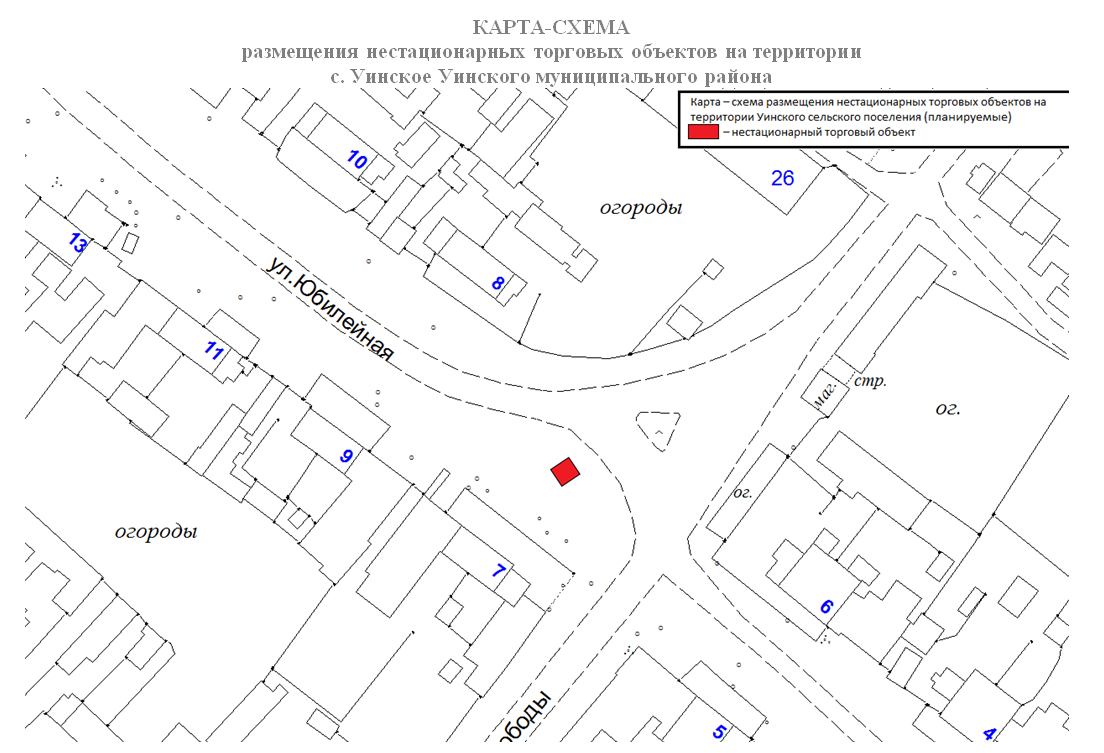 КАРТА-СХЕМА
размещения нестационарных торговых объектов на территории
с. Уинское Уинского муниципального района
Карта – схема размещения нестационарных торговых объектов на
территории Уинского сельского поселения (планируемые)
– нестационарный торговый объект
10
26
огороды
13
8
ул.Юбилейная
11
маг.
стр.
ог.
9
ог.
огороды
7
6
ободы
5
4